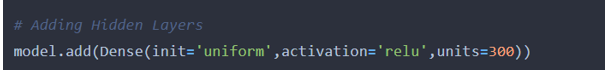 # Adding Hidden Layers
model.add(Dense(init='uniform',activation='relu',units=300))